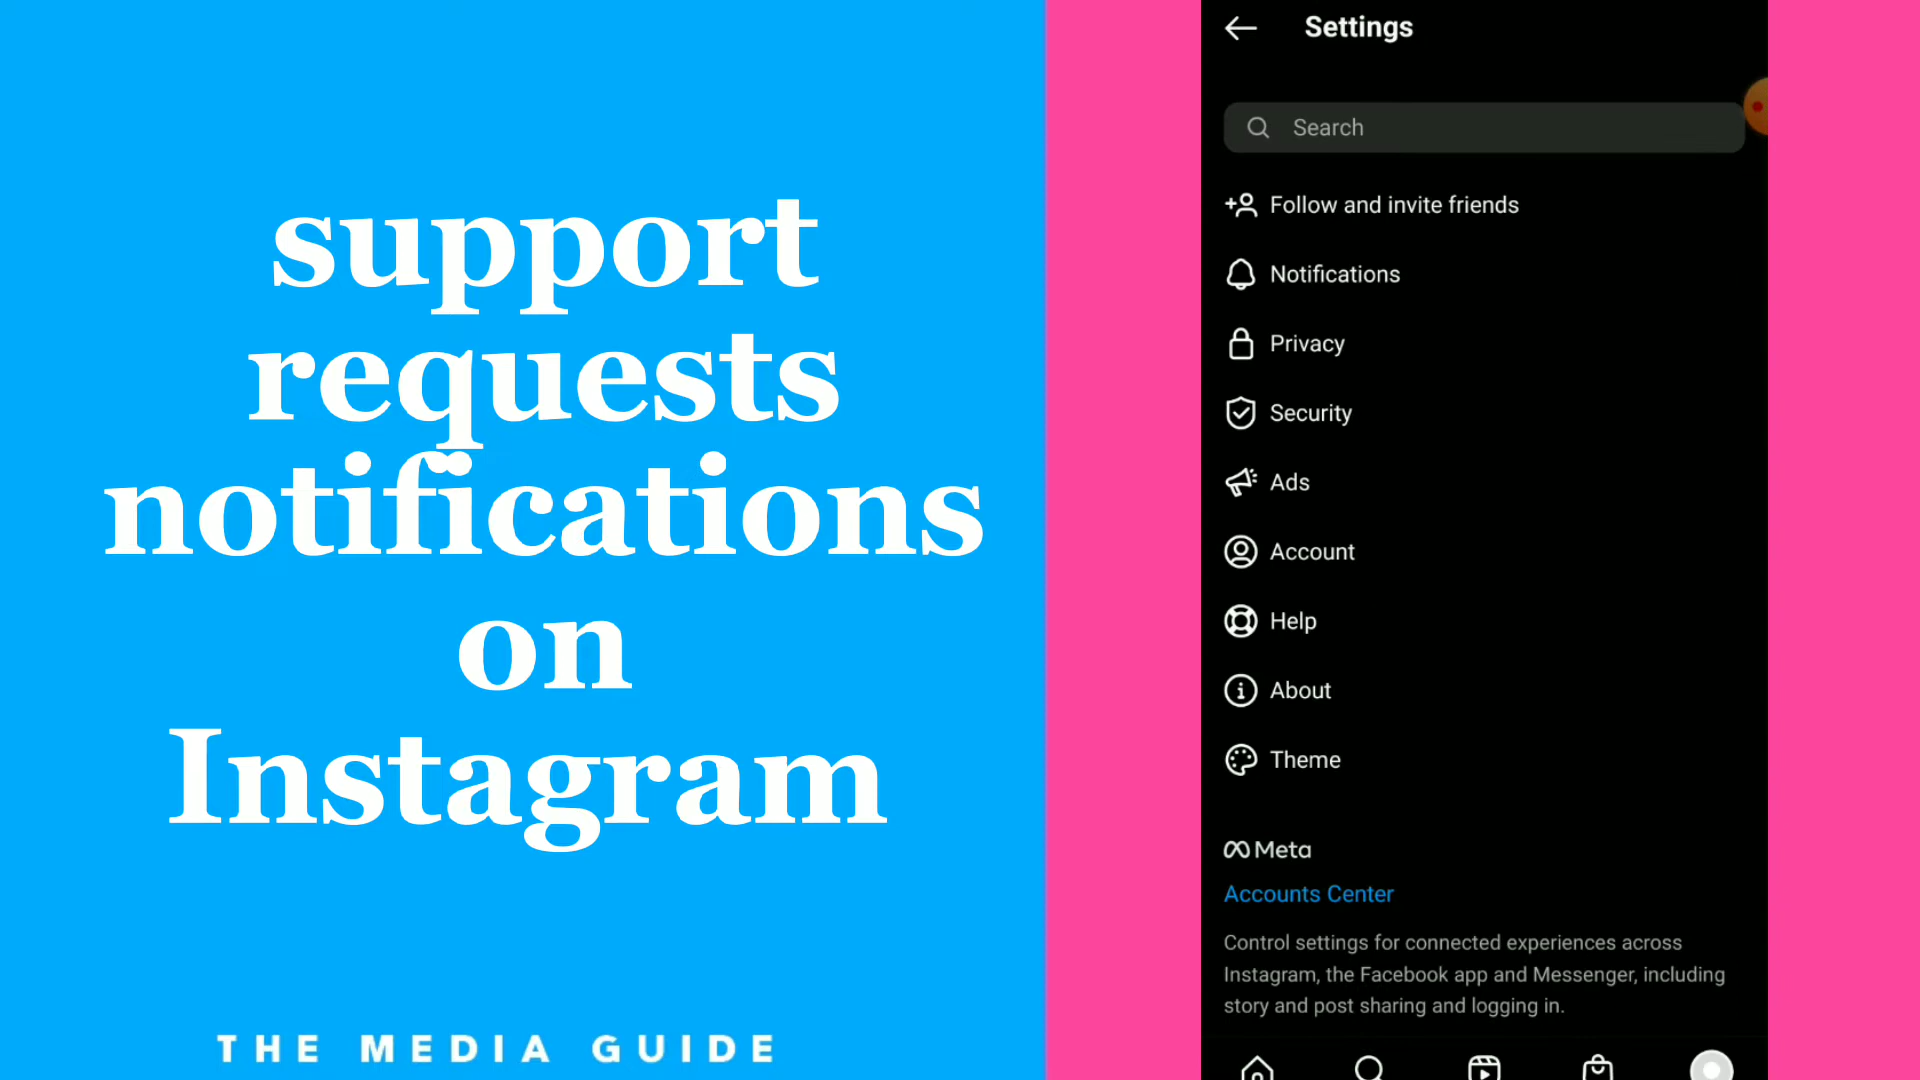 support
requests
notifications
on
Instagram
THE MEDIA GUIDE
Settings
Search
Follow and invite friends
Notifications
Privacy
Security
Ads
Account
Help
About
Theme
Meta
Accounts Center
Control settings for connected experiences across
Instagram, the Facebook app and Messenger, including
story and post sharing and logging in.